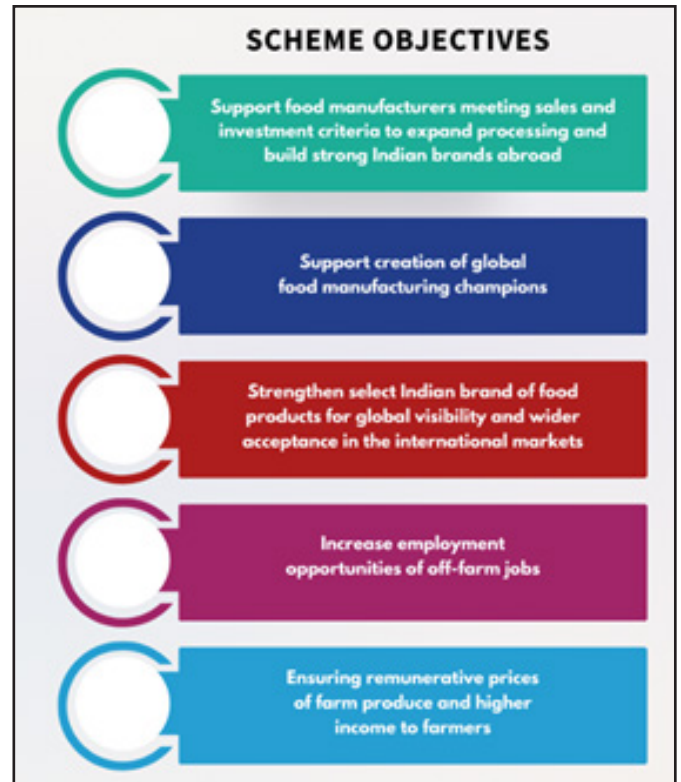 SCHEME OBJECTIVES
Support food manufacturers meeting sales and
investment criteria to expand processing and
build strong Indian brands abroad
Support creation of global
food manufacturing champions
Strengthen select Indian brand of food
products for global visibility and wider
acceptance in the international markets
Increase employment
opportunities of off-farm jobs
Ensuring remunerative prices
of farm produce and higher
income to farmers